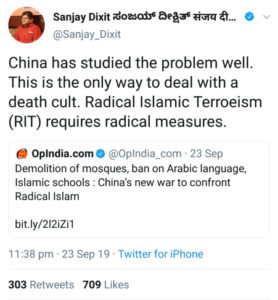 Sanjay Dixit ಸಂಜಯ್ ದೀಕ್ಷಿತ್ संजय दी...
@Sanjay_Dixit
China has studied the problem well.
This is the only way to deal with a
death cult. Radical Islamic Terroeism
(RIT) requires radical measures.
OpIndia.com @OpIndia_com · 23 Sep
Demolition of mosques, ban on Arabic language,
Islamic schools : China's new war to confront
Radical Islam
bit.ly/2l2iZi1
11:38 pm · 23 Sep 19 · Twitter for iPhone
303 Retweets 709 Likes